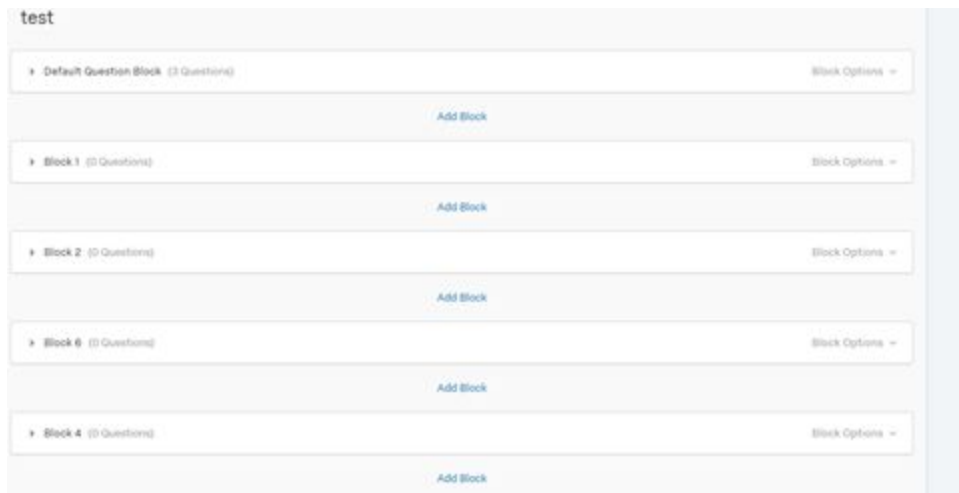 test
Default Question Block (3 Questions) Block Options
Add Block
Block 1 (0 Questions) Block Options
Add Block
Block 2 (0 Questions) Block Options
Add Block
Block 6 (0 Questions) Block Options
Add Block
Block 4 (0 Questions) Block Options
Add Block